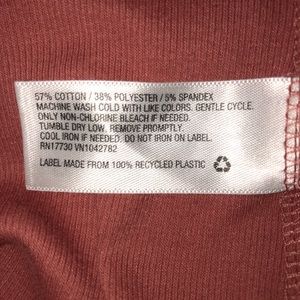 57% COTTON / 38% POLYESTER / 5% SPANDEX
MACHINE WASH COLD WITH LIKE COLORS. GENTLE CYCLE.
ONLY NON-CHLORINE BLEACH IF NEEDED.
TUMBLE DRY LOW. REMOVE PROMPTLY.
COOL IRON IF NEEDED. DO NOT IRON ON LABEL.
RN17730 VN1042782
LABEL MADE FROM 100% RECYCLED PLASTIC